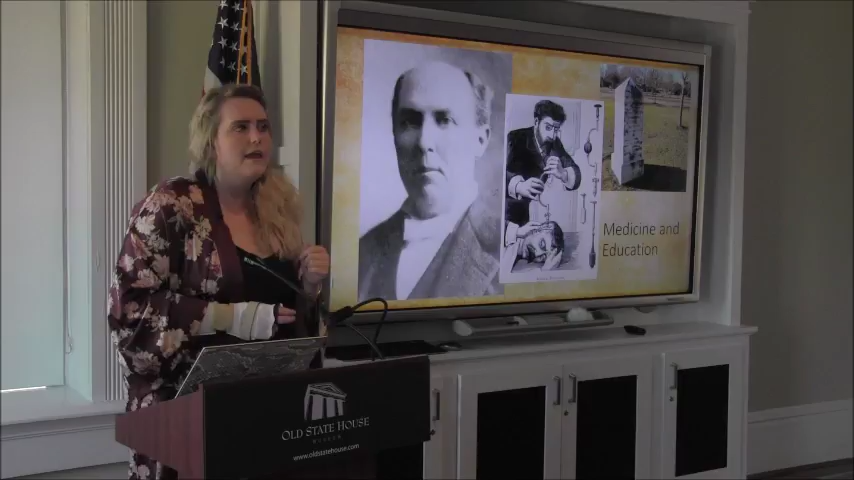 Medicine and
Education
OLD STATE HOUSE
MUSEUM
www.oldstatehouse.com